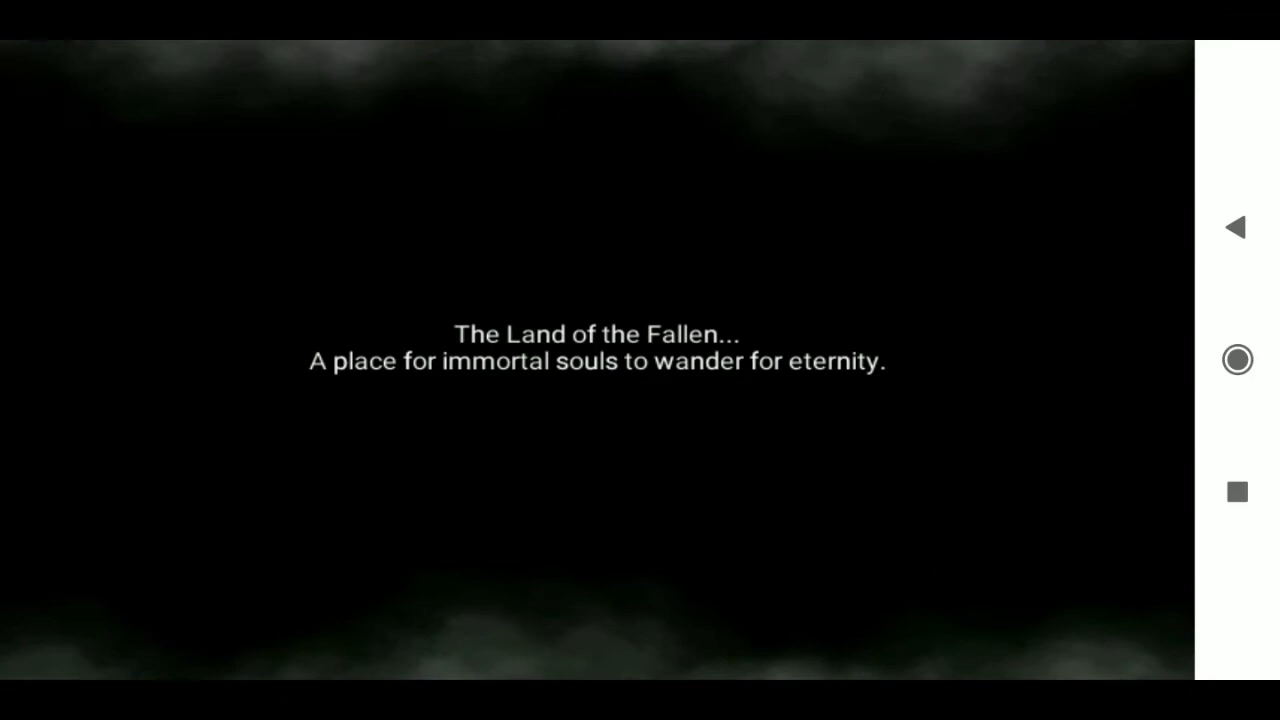 The Land of the Fallen...
A place for immortal souls to wander for eternity.